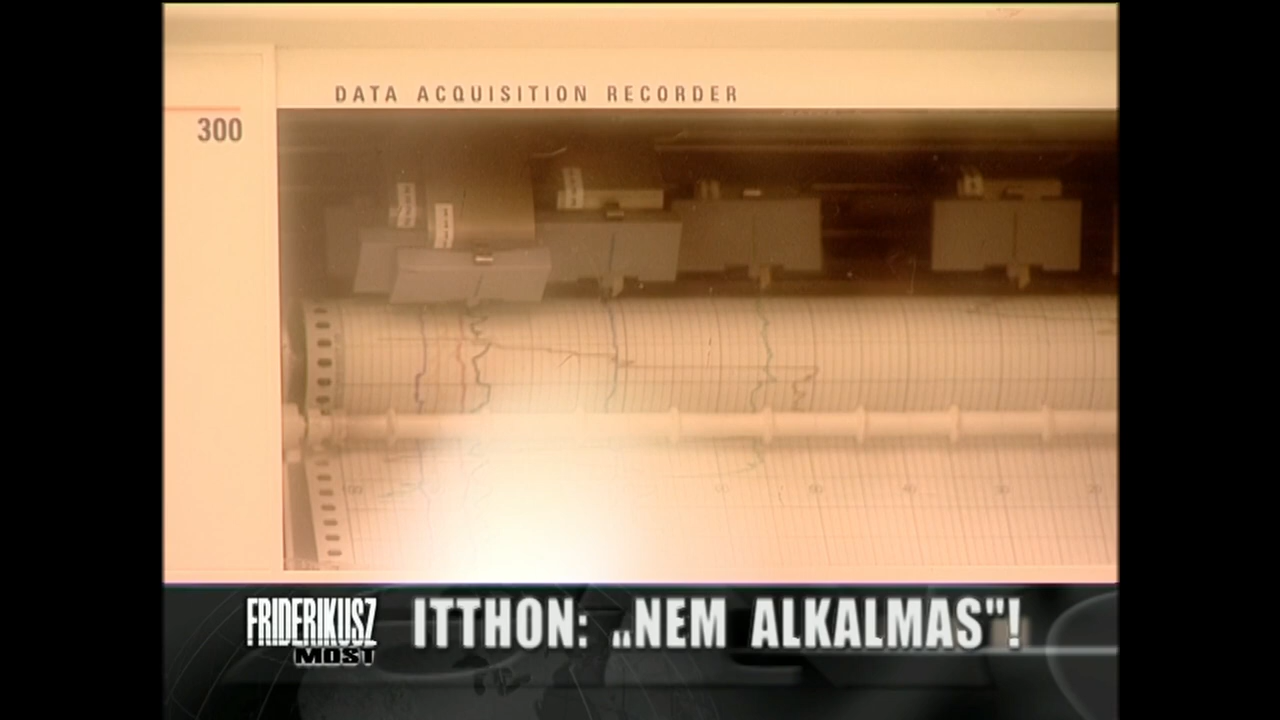 DATA ACQUISITION RECORDER
300
FRIDERIKUSZ
MOST
ITTHON: „NEM ALKALMAS"!